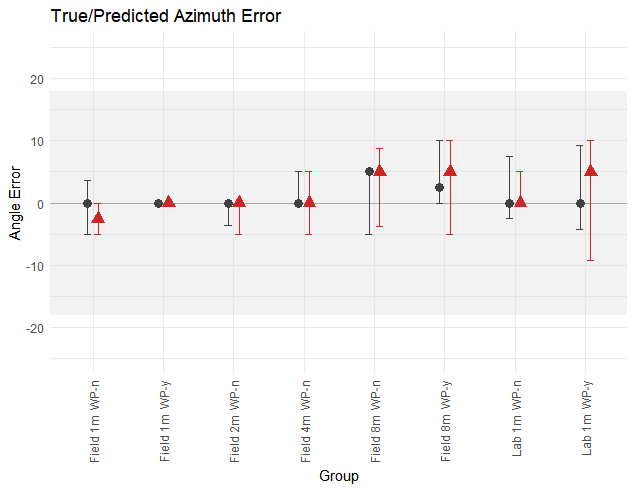 True/Predicted Azimuth Error
Angle Error
20
10
0
-10
-20
Field 1m WP-n
Field 1m WP-y
Field 2m WP-n
Field 4m WP-n
Field 8m WP-n
Field 8m WP-y
Lab 1m WP-n
Lab 1m WP-y
Group